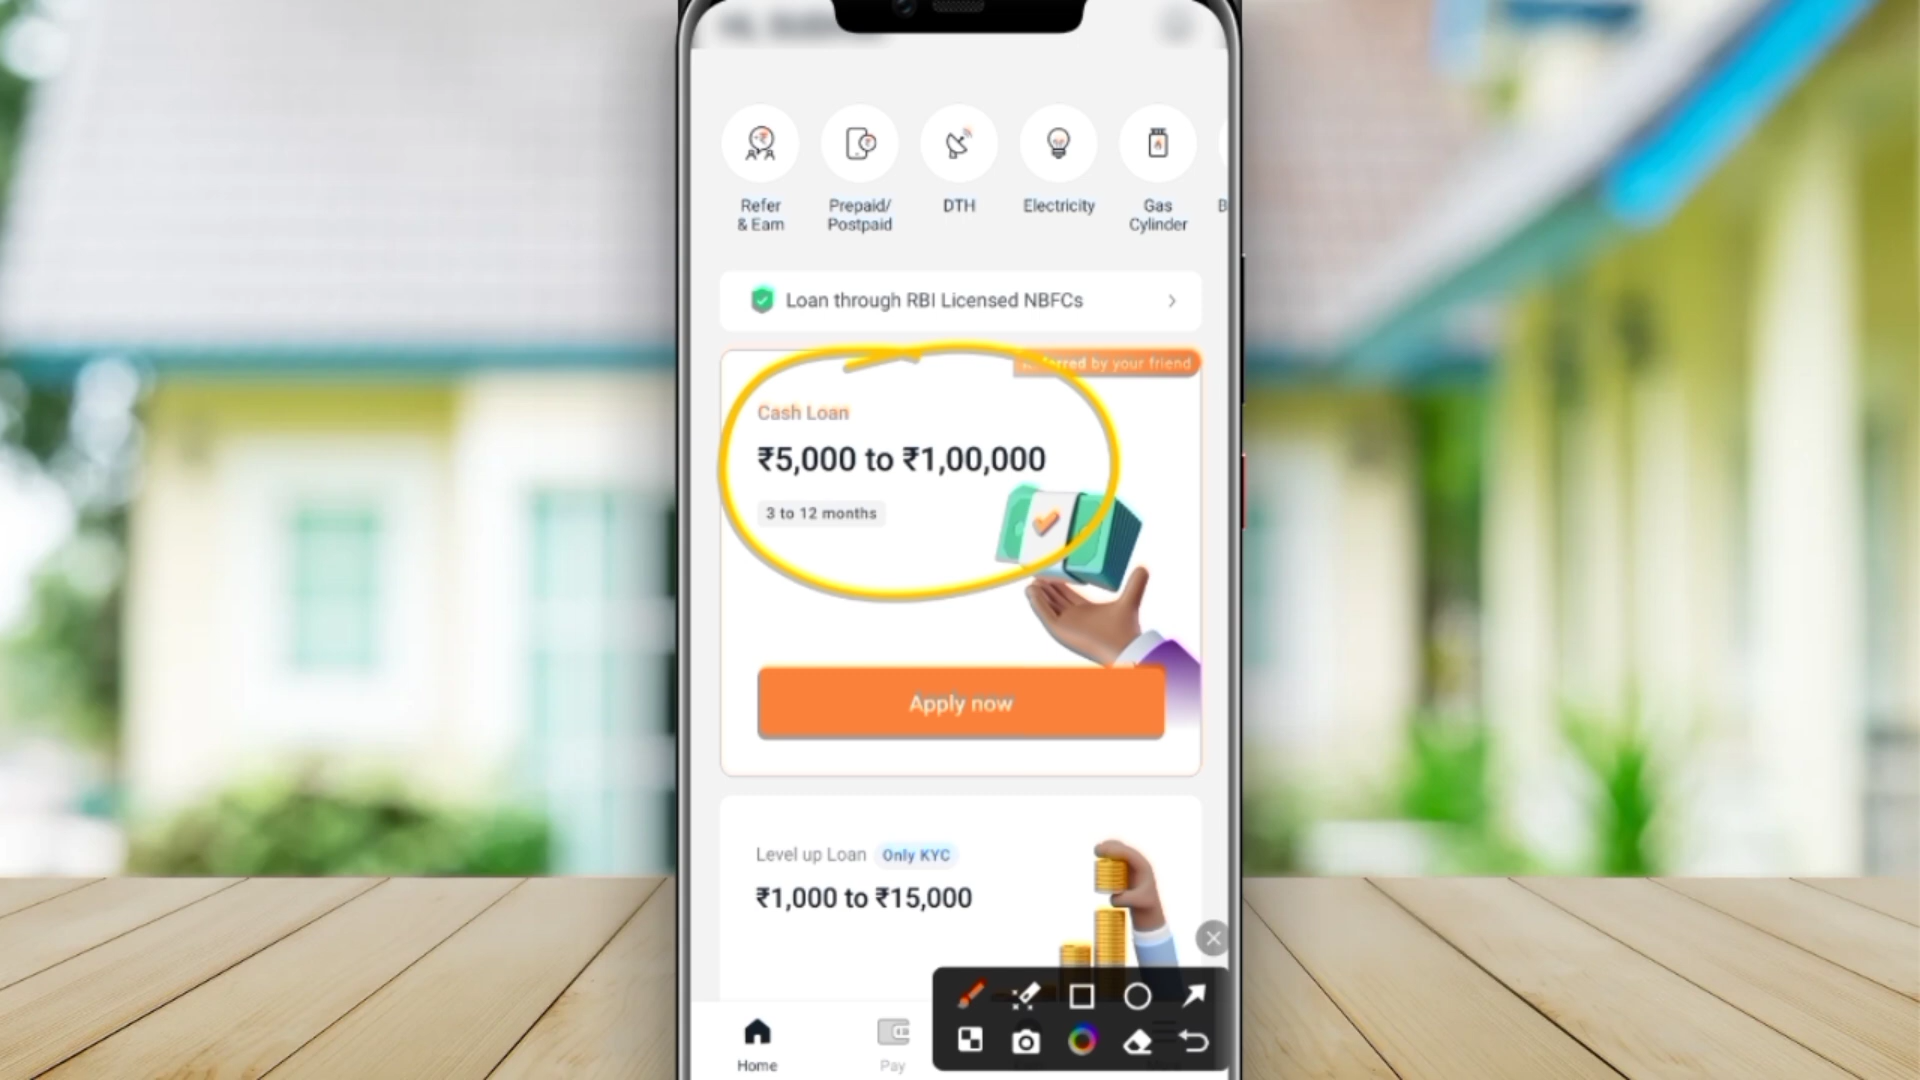 Refer
& Earn
Prepaid/
Postpaid
DTH
Electricity
Gas
Cylinder
B
Loan through RBI Licensed NBFCs
by your friend
Cash Loan
₹5,000 to ₹1,00,000
3 to 12 months
Apply now
Level up Loan Only KYC
₹1,000 to ₹15,000
Home
Pay